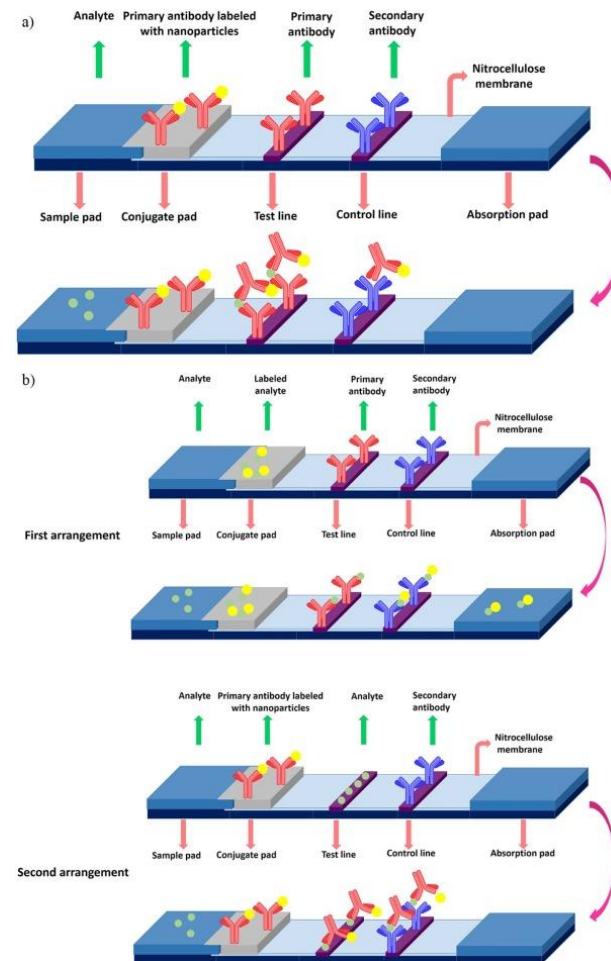 a)
Analyte
Primary antibody labeled
with nanoparticles
Primary
antibody
Secondary
antibody
Nitrocellulose
membrane
Sample pad
Conjugate pad
Test line
Control line
Absorption pad
b)
Analyte
Labeled
analyte
Primary
antibody
Secondary
antibody
Nitrocellulose
membrane
First arrangement
Sample pad
Conjugate pad
Test line
Control line
Absorption pad
Analyte
Primary antibody labeled
with nanoparticles
Analyte
Secondary
antibody
Nitrocellulose
membrane
Sample pad
Conjugate pad
Test line
Control line
Absorption pad
Second arrangement